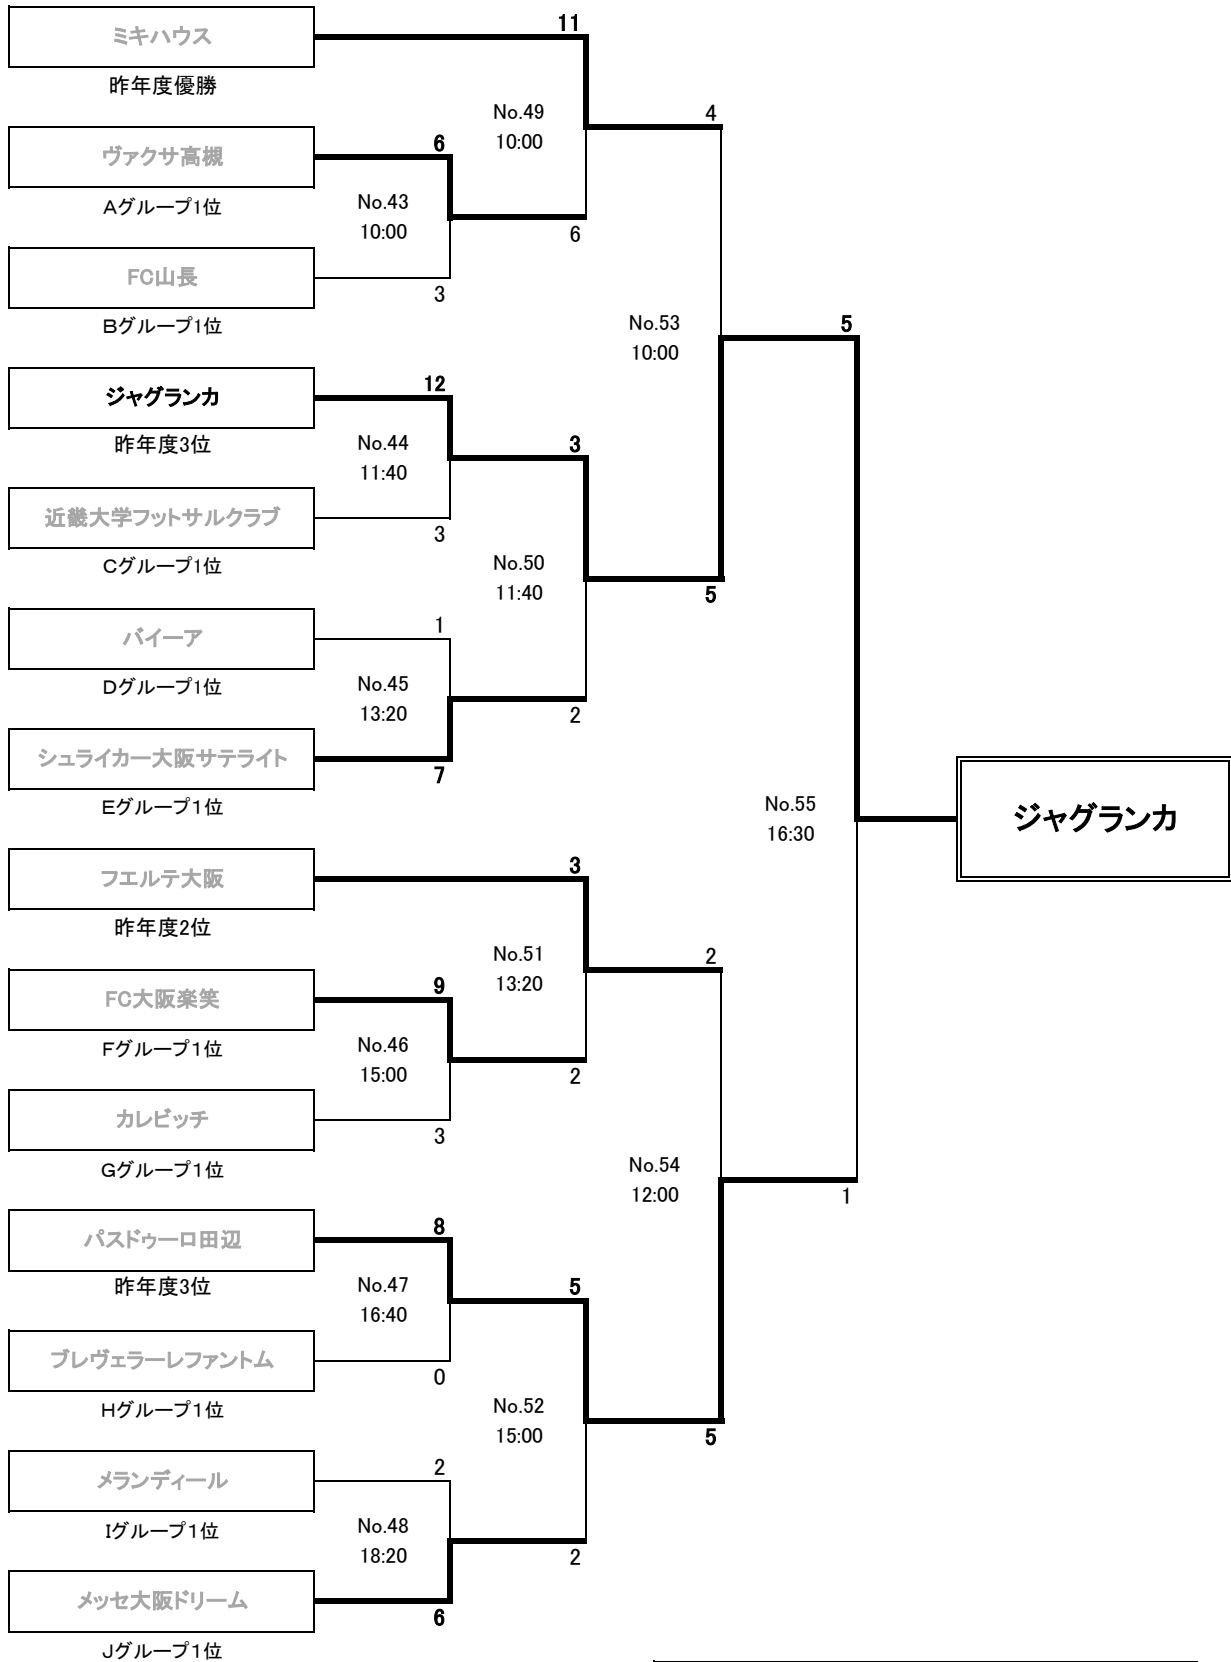 11
ミキハウス
昨年度優勝
No.49
10:00
4
6
ヴァクサ高槻
Aグループ1位
No.43
10:00
6
FC山長
3
Bグループ1位
No.53
10:00
5
12
ジャグランカ
昨年度3位
No.44
11:40
3
近畿大学フットサルクラブ
3
Cグループ1位
No.50
11:40
5
1
バイーア
Dグループ1位
No.45
13:20
2
シュライカー大阪サテライト
7
Eグループ1位
No.55
16:30
ジャグランカ
3
フエルテ大阪
昨年度2位
No.51
13:20
2
9
FC大阪楽笑
Fグループ1位
No.46
15:00
2
カレビッチ
3
Gグループ1位
No.54
12:00
1
8
パスドゥーロ田辺
昨年度3位
No.47
16:40
5
ブレヴェラーレファントム
0
Hグループ1位
No.52
15:00
5
2
メランディール
Iグループ1位
No.48
18:20
2
メッセ大阪ドリーム
6
Jグループ1位